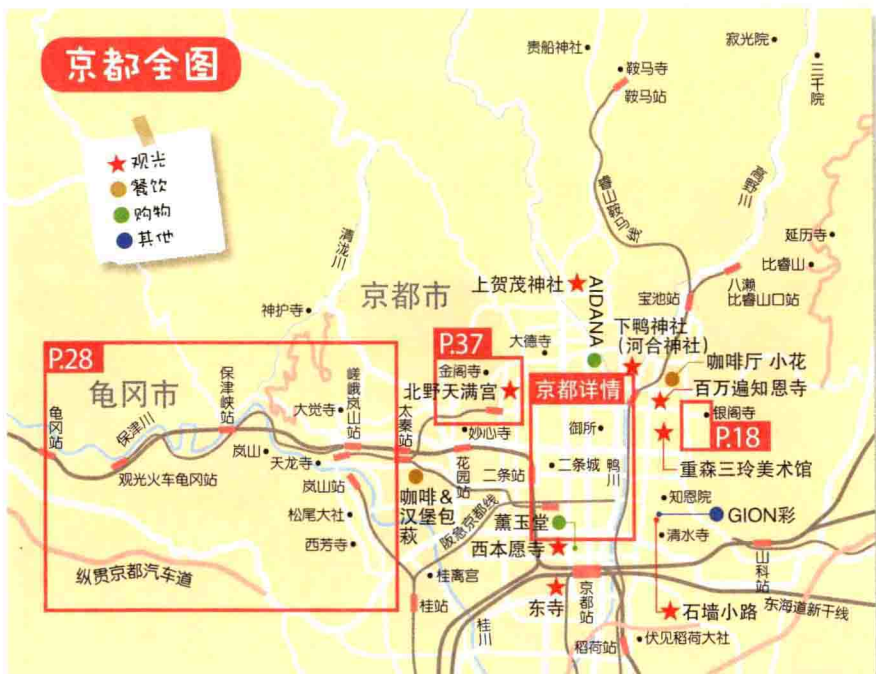 京都全图
观光
餐饮
购物
其他
贵船神社
寂光院
鞍马寺
鞍马站
三千院
睿山鞍马线
高野川
清泷川
延历寺
比睿山
八濑
比睿山口站
宝池站
京都市
上贺茂神社
AIDANA
神护寺
大德寺
下鸭神社
(河合神社)
咖啡厅 小花
百万遍知恩寺
P.28
P.37
金阁寺
北野天满宫
京都详情
银阁寺
P.18
龟冈市
保津峡站
嵯峨岚山站
大觉寺
太秦站
妙心寺
御所
重森三玲美术馆
龟冈站
保津川
观光火车龟冈站
岚山
天龙寺
岚山站
花园站
二条站
二条城
鸭川
知恩院
咖啡&
汉堡包
萩
阪急京都线
薰玉堂
GION彩
松尾大社
西芳寺
西本愿寺
清水寺
山科站
纵贯京都汽车道
桂离宫
桂站
桂川
东寺
京都站
东海道新干线
石墙小路
稻荷站
伏见稻荷大社